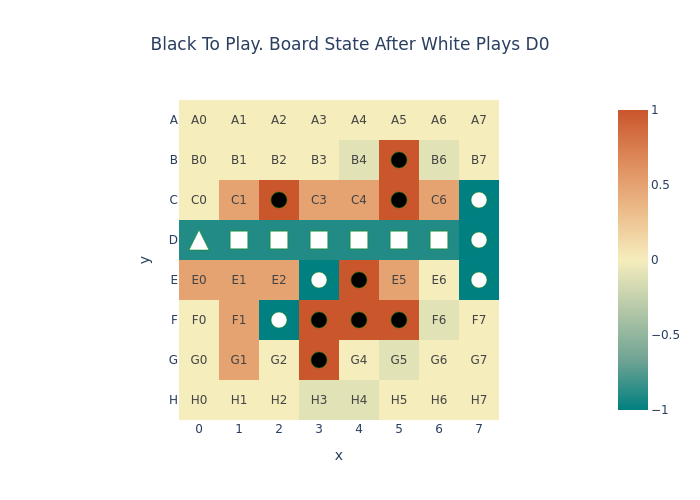 Black To Play. Board State After White Plays D0
A A0 A1 A2 A3 A4 A5 A6 A7
B B0 B1 B2 B3 B4 B6 B7
C C0 C1 C3 C4 C6
D
E E0 E1 E2 E5 E6
F F0 F1 F6 F7
G G0 G1 G2 G4 G5 G6 G7
H H0 H1 H2 H3 H4 H5 H6 H7
0 1 2 3 4 5 6 7
x
y
1
0.5
0
−0.5
−1